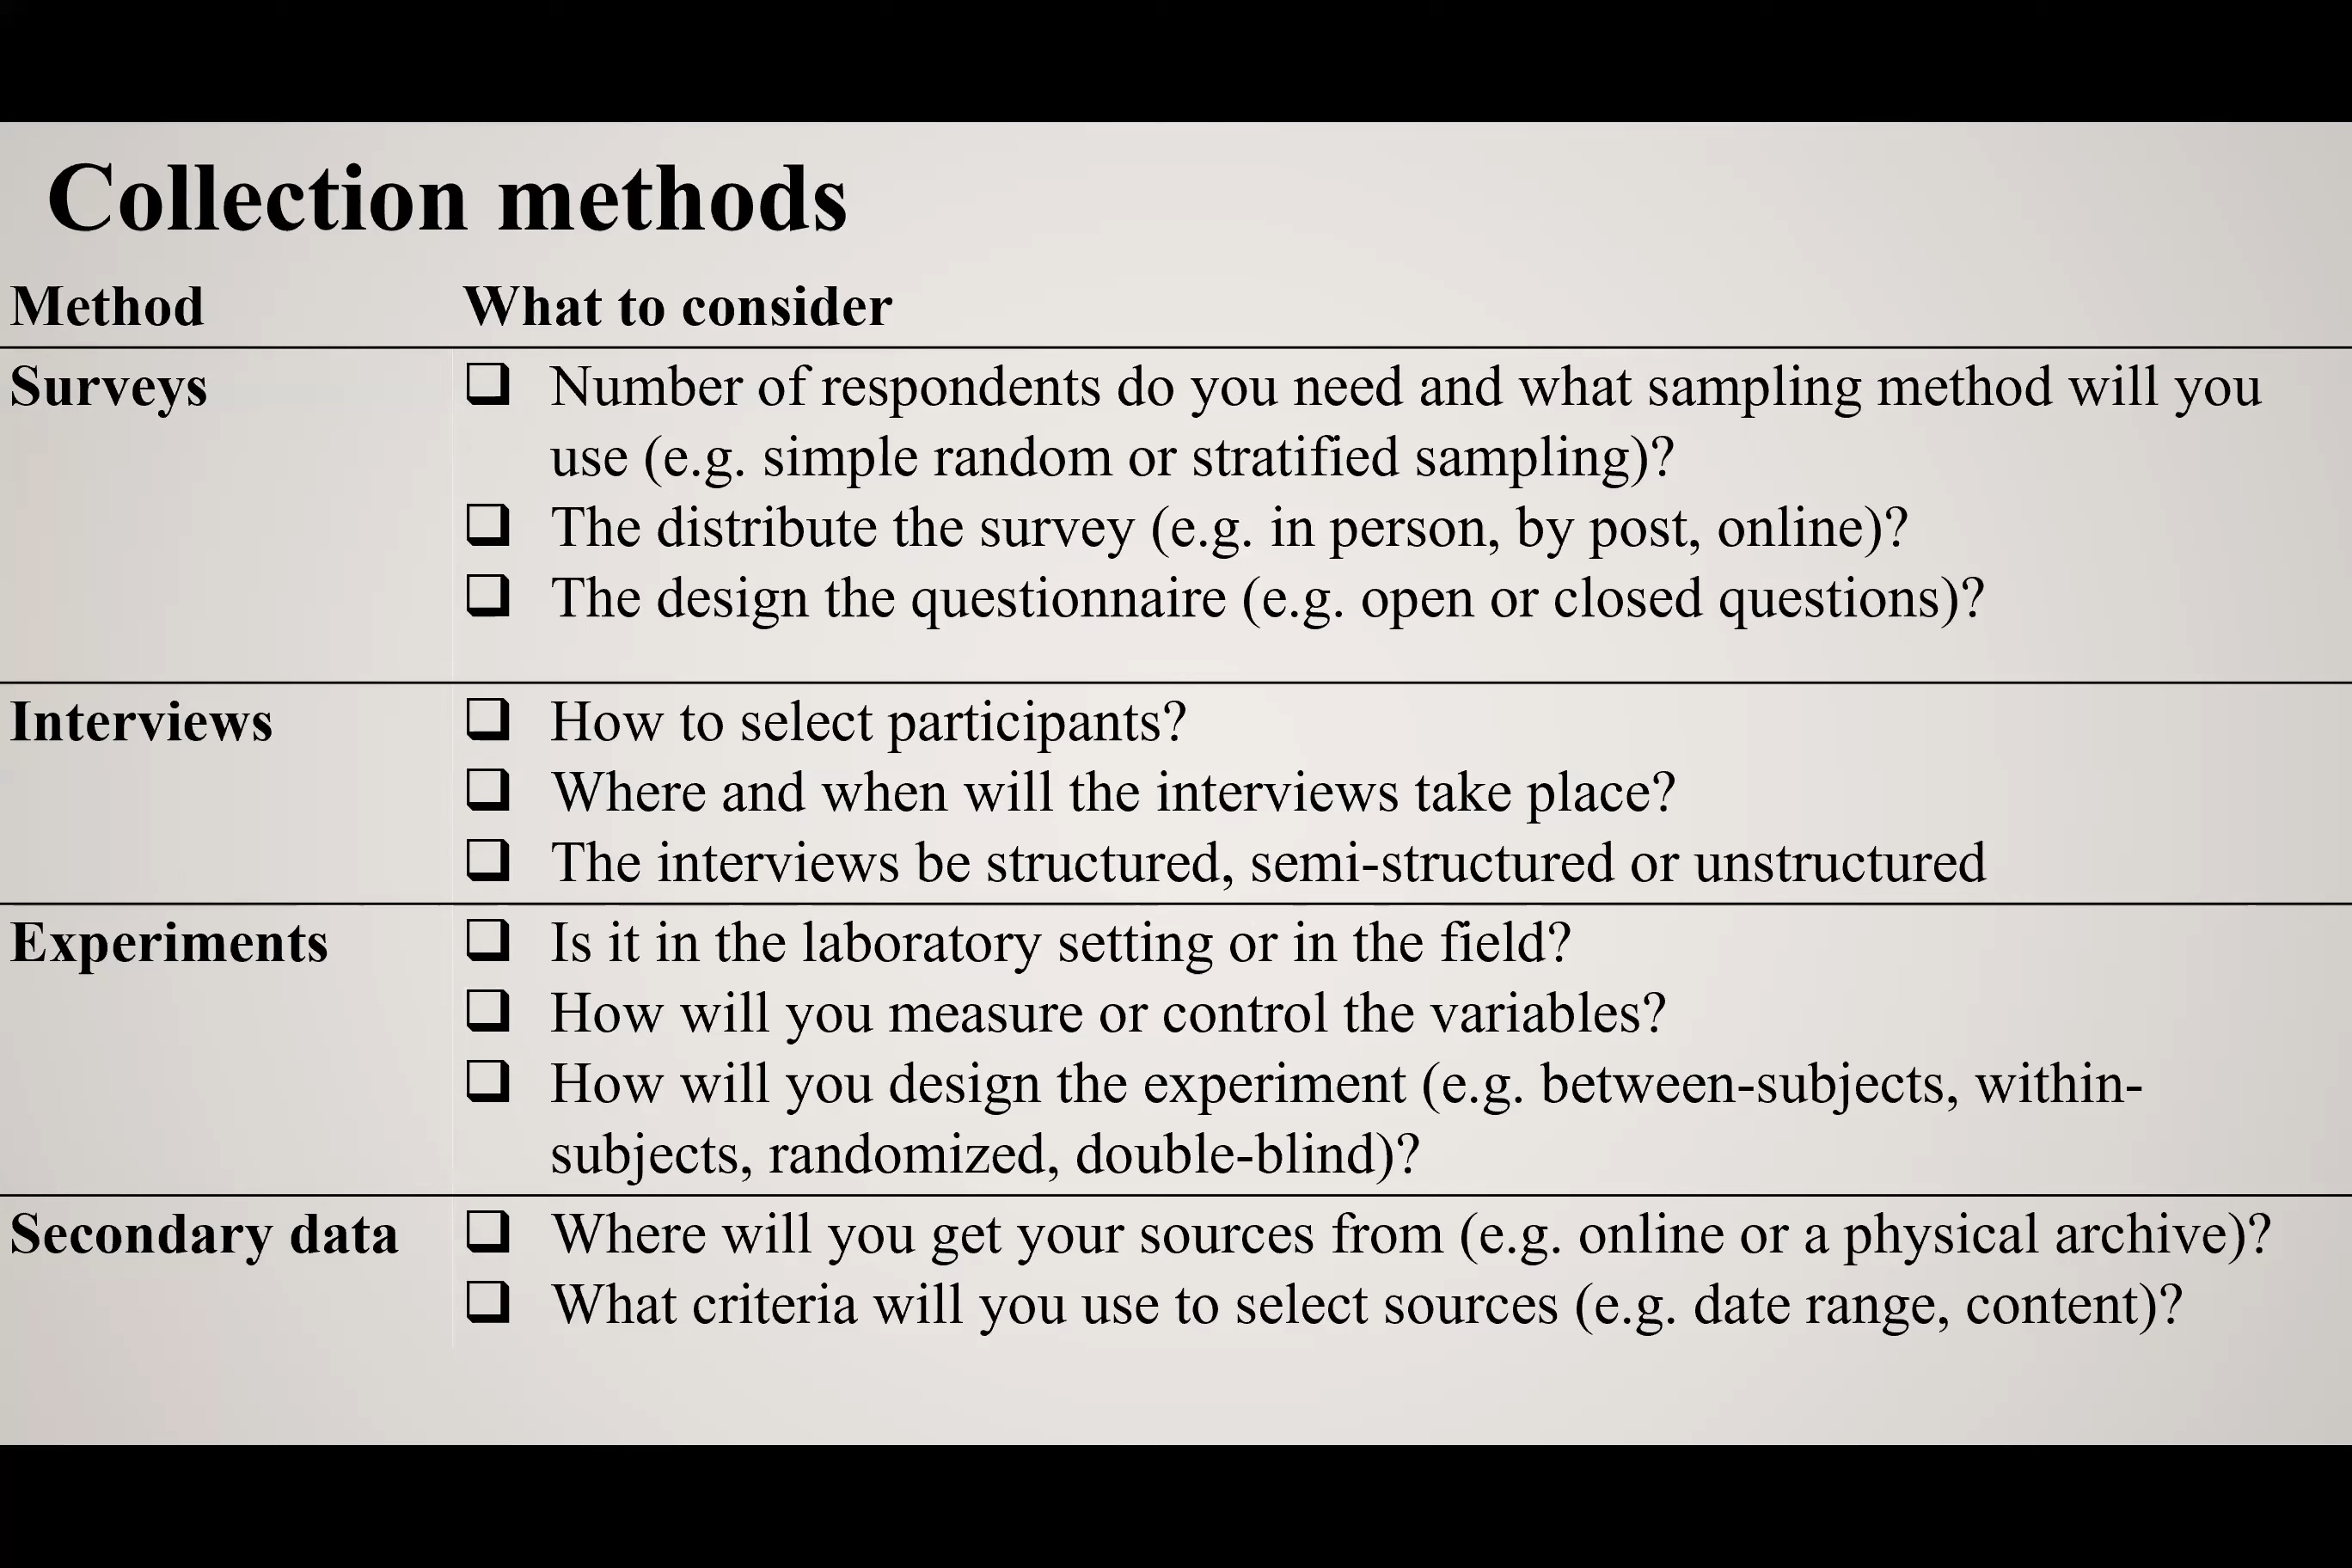 Collection methods
Method What to consider
Surveys ❑ Number of respondents do you need and what sampling method will you
use (e.g. simple random or stratified sampling)?
❑ The distribute the survey (e.g. in person, by post, online)?
❑ The design the questionnaire (e.g. open or closed questions)?
Interviews ❑ How to select participants?
❑ Where and when will the interviews take place?
❑ The interviews be structured, semi-structured or unstructured
Experiments ❑ Is it in the laboratory setting or in the field?
❑ How will you measure or control the variables?
❑ How will you design the experiment (e.g. between-subjects, within-
subjects, randomized, double-blind)?
Secondary data ❑ Where will you get your sources from (e.g. online or a physical archive)?
❑ What criteria will you use to select sources (e.g. date range, content)?